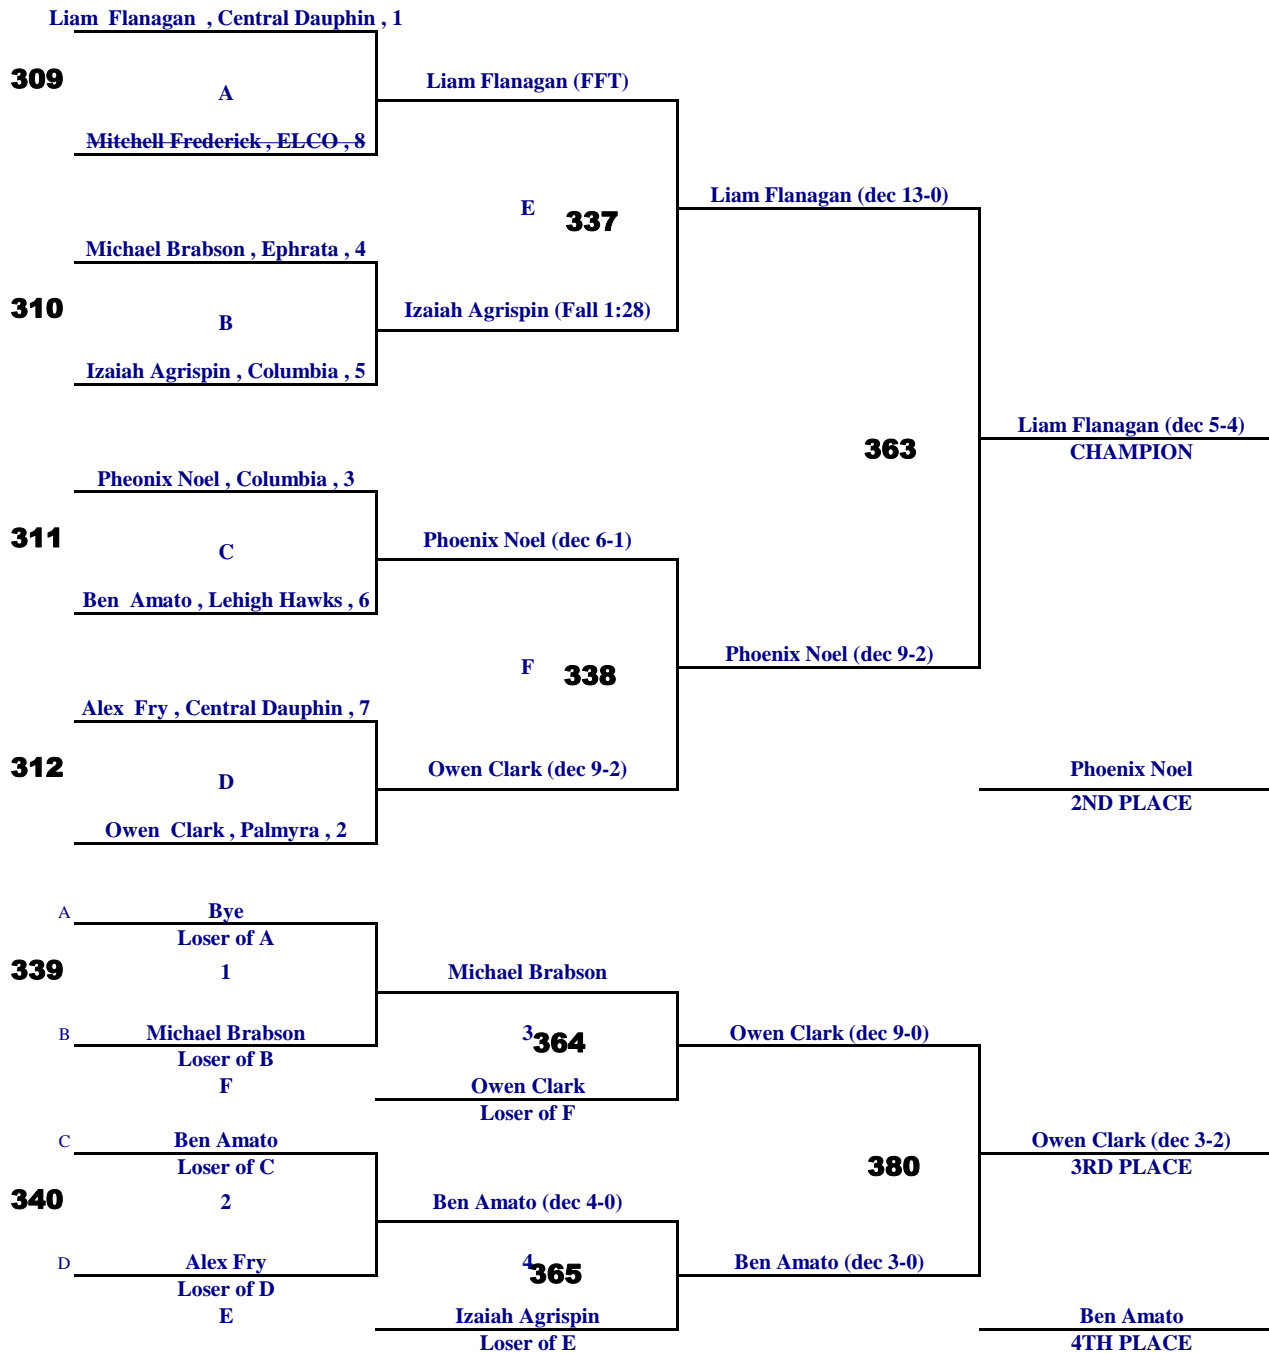 Liam Flanagan , Central Dauphin , 1
309
A
Liam Flanagan (FFT)
Mitchell Frederick , ELCO , 8
E
337
Liam Flanagan (dec 13-0)
Michael Brabson , Ephrata , 4
310
B
Izaiah Agrispin (Fall 1:28)
Izaiah Agrispin , Columbia , 5
363
Liam Flanagan (dec 5-4)
CHAMPION
Pheonix Noel , Columbia , 3
311
C
Phoenix Noel (dec 6-1)
Ben Amato , Lehigh Hawks , 6
F
338
Phoenix Noel (dec 9-2)
Alex Fry , Central Dauphin , 7
312
D
Owen Clark (dec 9-2)
Phoenix Noel
2ND PLACE
Owen Clark , Palmyra , 2
A
Bye
Loser of A
339
1
Michael Brabson
B
Michael Brabson
Loser of B
3
364
Owen Clark (dec 9-0)
F
Owen Clark
Loser of F
C
Ben Amato
Loser of C
380
Owen Clark (dec 3-2)
3RD PLACE
340
2
Ben Amato (dec 4-0)
D
Alex Fry
Loser of D
4
365
Ben Amato (dec 3-0)
E
Izaiah Agrispin
Loser of E
Ben Amato
4TH PLACE